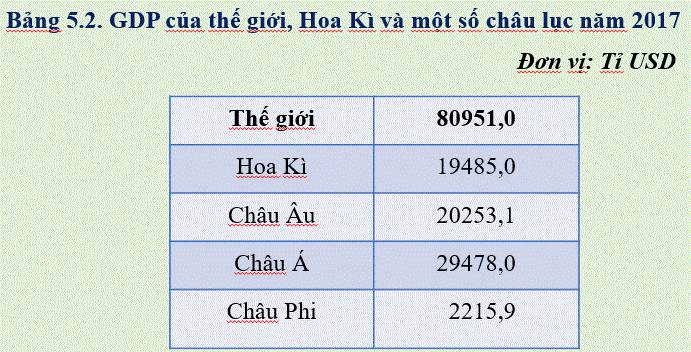 Bảng 5.2. GDP của thế giới, Hoa Kì và một số châu lục năm 2017
Đơn vị: Tỉ USD
Thế giới 80951,0
Hoa Kì 19485,0
Châu Âu 20253,1
Châu Á 29478,0
Châu Phi 2215,9